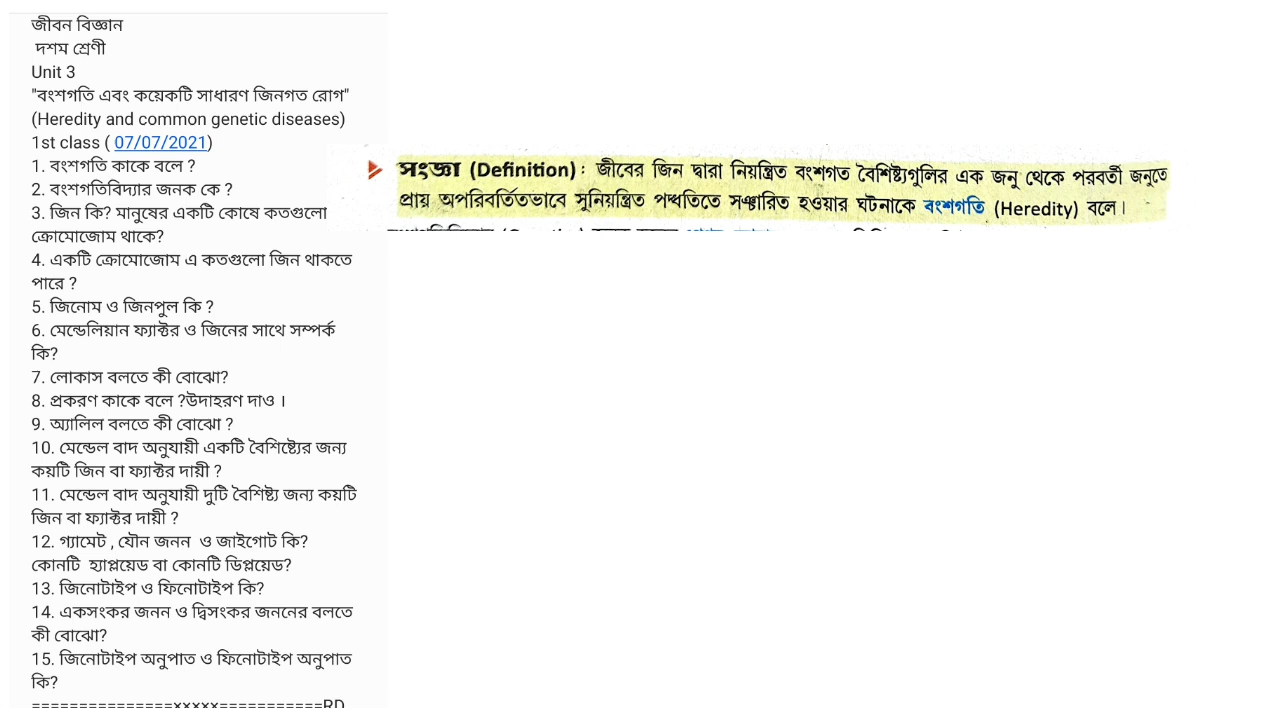 জীবন বিজ্ঞান
দশম শ্রেণী
Unit 3
"বংশগতি এবং কয়েকটি সাধারণ জিনগত রোগ"
(Heredity and common genetic diseases)
1st class ( 07/07/2021)
1. বংশগতি কাকে বলে ?
2. বংশগতিবিদ্যার জনক কে ?
3. জিন কি? মানুষের একটি কোষে কতগুলো
ক্রোমোজোম থাকে?
4. একটি ক্রোমোজোম এ কতগুলো জিন থাকতে
পারে ?
5. জিনোম ও জিনপুল কি ?
6. মেন্ডেলিয়ান ফ্যাক্টর ও জিনের সাথে সম্পর্ক
কি?
7. লোকাস বলতে কী বোঝো?
8. প্রকরণ কাকে বলে ?উদাহরণ দাও ।
9. অ্যালিল বলতে কী বোঝো ?
10. মেন্ডেল বাদ অনুযায়ী একটি বৈশিষ্ট্যের জন্য
কয়টি জিন বা ফ্যাক্টর দায়ী ?
11. মেন্ডেল বাদ অনুযায়ী দুটি বৈশিষ্ট্য জন্য কয়টি
জিন বা ফ্যাক্টর দায়ী ?
12. গ্যামেট , যৌন জনন ও জাইগোট কি?
কোনটি হ্যাপ্লয়েড বা কোনটি ডিপ্লয়েড?
13. জিনোটাইপ ও ফিনোটাইপ কি?
14. একসংকর জনন ও দ্বিসংকর জননের বলতে
কী বোঝো?
15. জিনোটাইপ অনুপাত ও ফিনোটাইপ অনুপাত
কি?
===============xxxxx===========RD
সংজ্ঞা (Definition) : জীবের জিন দ্বারা নিয়ন্ত্রিত বংশগত বৈশিষ্ট্যগুলির এক জনু থেকে পরবর্তী জনুতে
প্রায় অপরিবর্তিতভাবে সুনিয়ন্ত্রিত পদ্ধতিতে সঞ্চারিত হওয়ার ঘটনাকে বংশগতি (Heredity) বলে।